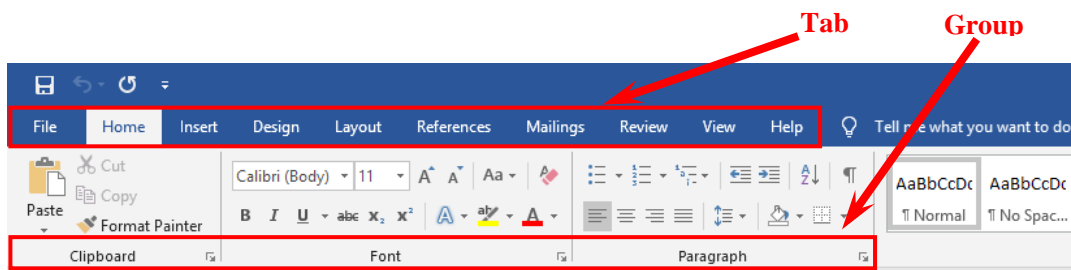 Tab Group
File Home Insert Design Layout References Mailings Review View Help Tell me what you want to do
Cut
Copy
Paste
Format Painter
Calibri (Body) 11 A A Aa
B I U abc X₂ X² A ab A
AaBbCcDc AaBbCcDc
¶ Normal ¶ No Spac...
Clipboard Font Paragraph